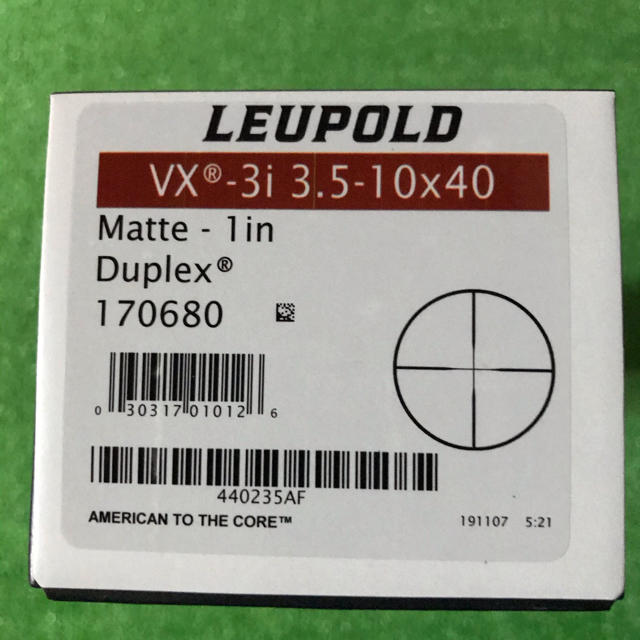 LEUPOLD
VX®-3i 3.5-10x40
Matte - 1in
Duplex®
170680
0 30317 01012 6
440235AF
AMERICAN TO THE CORE™
191107 5:21